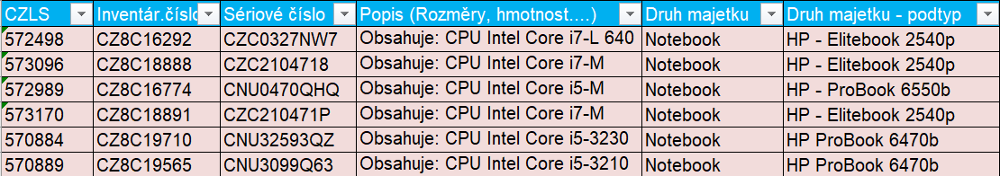 CZLS Inventár.číslo Sériové číslo Popis (Rozměry, hmotnost....) Druh majetku Druh majetku - podtyp
572498 CZ8C16292 CZC0327NW7 Obsahuje: CPU Intel Core i7-L 640 Notebook HP - Elitebook 2540p
573096 CZ8C18888 CZC2104718 Obsahuje: CPU Intel Core i7-M Notebook HP - Elitebook 2540p
572989 CZ8C16774 CNU0470QHQ Obsahuje: CPU Intel Core i5-M Notebook HP - ProBook 6550b
573170 CZ8C18891 CZC210471P Obsahuje: CPU Intel Core i7-M Notebook HP - Elitebook 2540p
570884 CZ8C19710 CNU32593QZ Obsahuje: CPU Intel Core i5-3230 Notebook HP ProBook 6470b
570889 CZ8C19565 CNU3099Q63 Obsahuje: CPU Intel Core i5-3210 Notebook HP ProBook 6470b